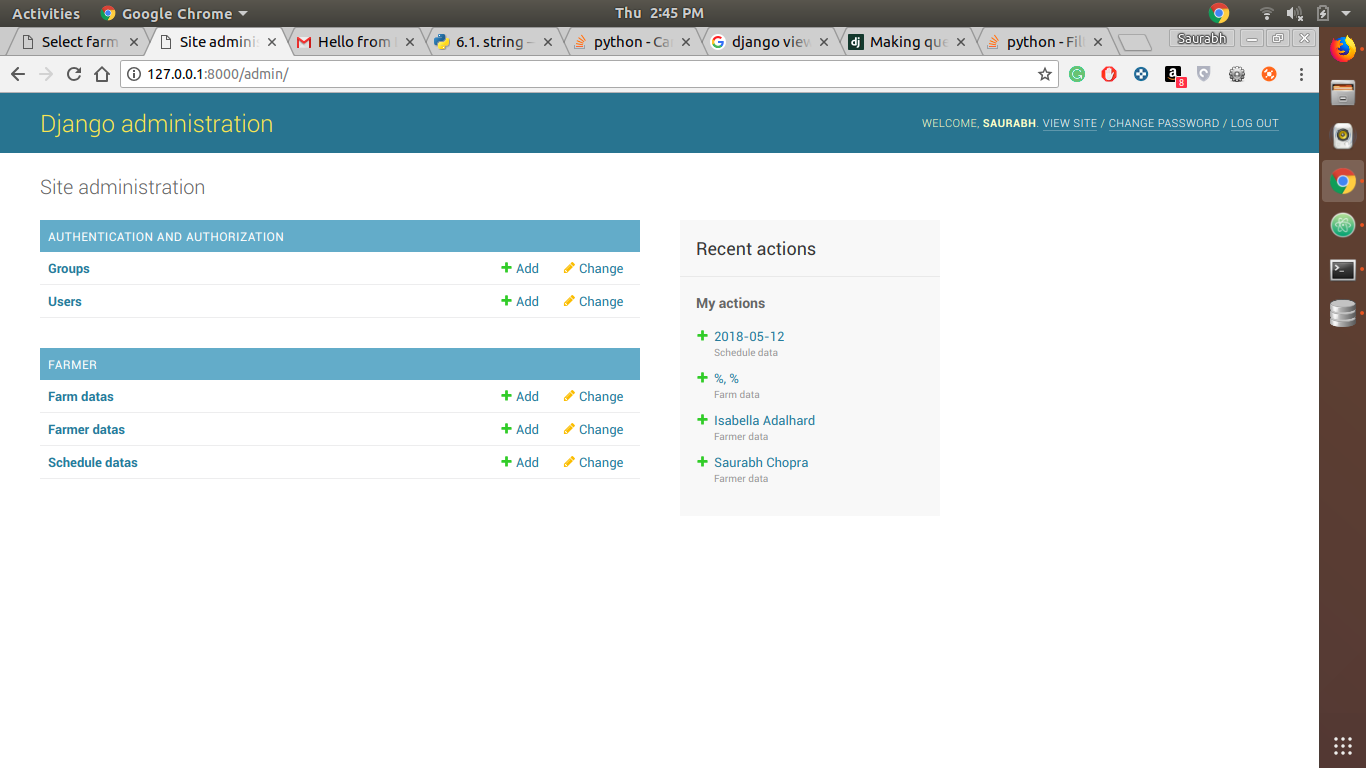 Activities Google Chrome Thu 2:45 PM
Select farm Site adminis Hello from 6.1. string — python - Ca django view Making que python - Fil Saurabh
127.0.0.1:8000/admin/
8
Django administration
WELCOME, SAURABH. VIEW SITE / CHANGE PASSWORD / LOG OUT
Site administration
AUTHENTICATION AND AUTHORIZATION
Groups Add Change
Users Add Change
FARMER
Farm datas Add Change
Farmer datas Add Change
Schedule datas Add Change
Recent actions
My actions
2018-05-12
Schedule data
%, %
Farm data
Isabella Adalhard
Farmer data
Saurabh Chopra
Farmer data